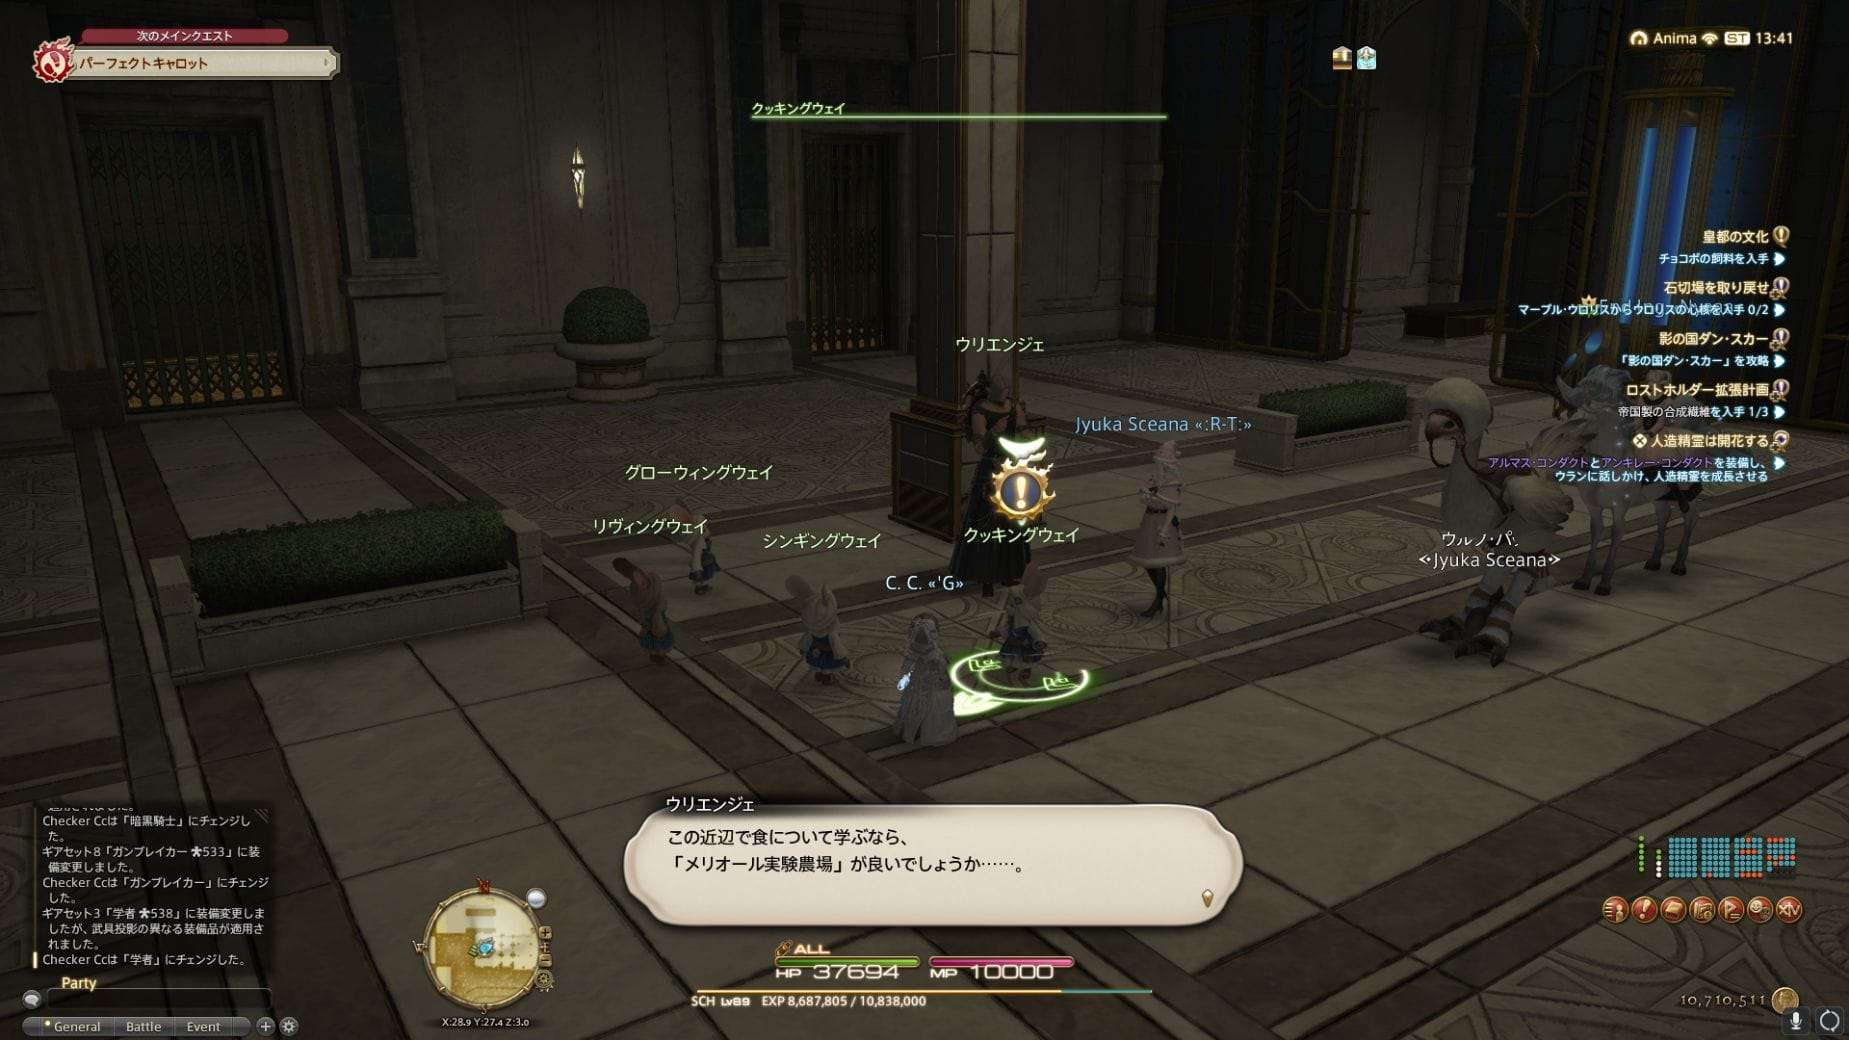 次のメインクエスト
パーフェクトキャロット
クッキングウェイ
Anima ST 13:41
皇都の文化
チョコボの飼料を入手
石切場を取り戻せ
マーブル・ウロリスからウロリスの心核を入手 0/2
影の国ダン・スカー
「影の国ダン・スカー」を攻略
ロストホルダー拡張計画
帝国製の合成繊維を入手 1/3
人造精霊は開花する
アルマス・コンダクトとアンキレー・コンダクトを装備し、
ウランに話しかけ、人造精霊を成長させる
ウリエンジェ
Jyuka Sceana «:R-T:»
グローウィングウェイ
リヴィングウェイ
シンギングウェイ
クッキングウェイ
ウルノ・パ
Jyuka Sceana
C. C. «'G»
ウリエンジェ
この近辺で食について学ぶなら、
「メリオール実験農場」が良いでしょうか……。
適用されました。
Checker Ccは「暗黒騎士」にチェンジし
た。
ギアセット8「ガンブレイカー ★533」に装
備変更しました。
Checker Ccは「ガンブレイカー」にチェンジ
した。
ギアセット3「学者 ★538」に装備変更しま
したが、武具投影の異なる装備品が適用さ
れました。
Checker Ccは「学者」にチェンジした。
Party
General Battle Event
N
W
S
X:28.9 Y:27.4 Z:3.0
ALL
HP 37694 MP 10000
SCH Lv89 EXP 8,687,805 / 10,838,000
XIV
10,710,511